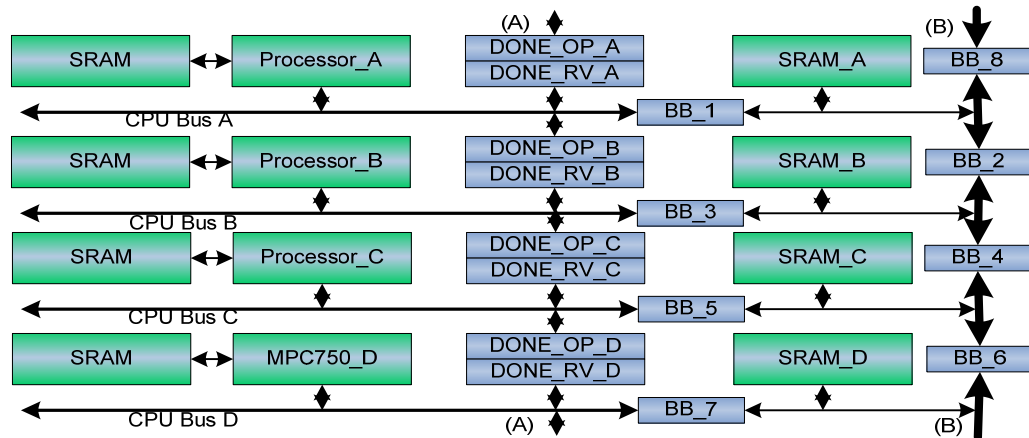 (A)
(B)
SRAM
Processor_A
DONE_OP_A
DONE_RV_A
SRAM_A
BB_8
CPU Bus A
BB_1
SRAM
Processor_B
DONE_OP_B
DONE_RV_B
SRAM_B
BB_2
CPU Bus B
BB_3
SRAM
Processor_C
DONE_OP_C
DONE_RV_C
SRAM_C
BB_4
CPU Bus C
BB_5
SRAM
MPC750_D
DONE_OP_D
DONE_RV_D
SRAM_D
BB_6
CPU Bus D
BB_7
(A)
(B)